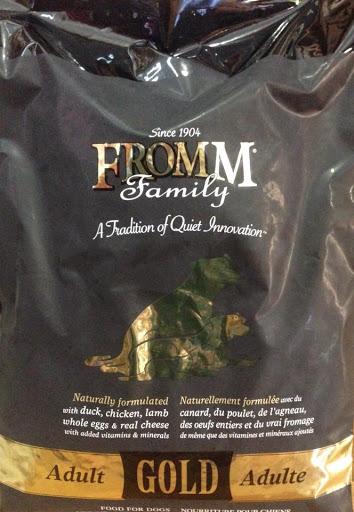 Since 1904
FROMM®
Family
A Tradition of Quiet Innovation™
Naturally formulated
with duck, chicken, lamb
whole eggs & real cheese
with added vitamins & minerals
Naturellement formulée avec du
canard, du poulet, de l'agneau,
des oeufs entiers et du vrai fromage
de même que des vitamines et minéraux ajoutés
Adult GOLD Adulte
FOOD FOR DOGS NOURRITURE POUR CHIENS